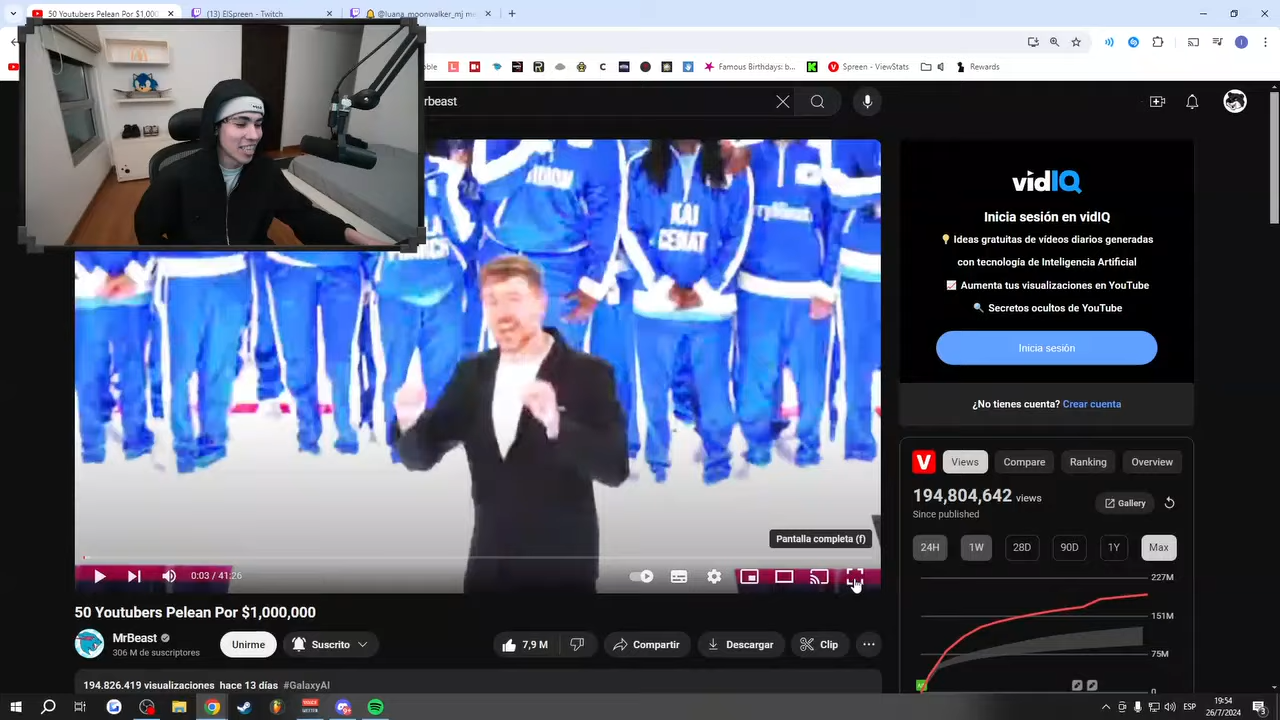 50 Youtubers Pelean Por $1,000
(13) ElSpreen - Twitch
@luana_moonwalker_mj
Famous Birthdays: b...
Spreen - ViewStats
Rewards
rbeast
KAI
CENAT
vidIQ
Inicia sesión en vidIQ
💡 Ideas gratuitas de vídeos diarios generadas
con tecnología de Inteligencia Artificial
📈 Aumenta tus visualizaciones en YouTube
🔍 Secretos ocultos de YouTube
Inicia sesión
¿No tienes cuenta? Crear cuenta
Views
Compare
Ranking
Overview
194,804,642 views
Since published
Gallery
24H
1W
28D
90D
1Y
Max
227M
151M
75M
0
Pantalla completa (f)
0:03 / 41:26
50 Youtubers Pelean Por $1,000,000
MrBeast
306 M de suscriptores
Unirme
Suscrito
7,9 M
Compartir
Descargar
Clip
194.826.419 visualizaciones hace 13 días #GalaxyAI
ESP
19:54
26/7/2024